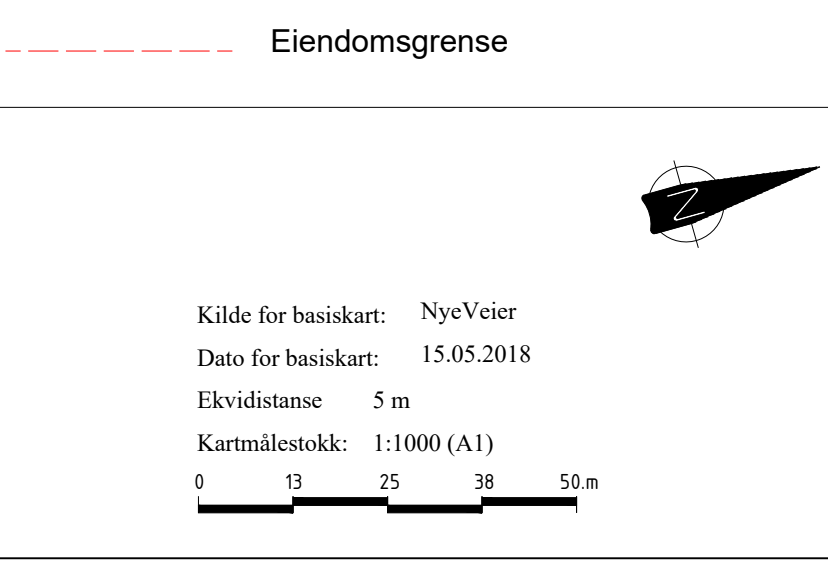 Eiendomsgrense
N
Kilde for basiskart: NyeVeier
Dato for basiskart: 15.05.2018
Ekvidistanse 5 m
Kartmålestokk: 1:1000 (A1)
0 13 25 38 50.m